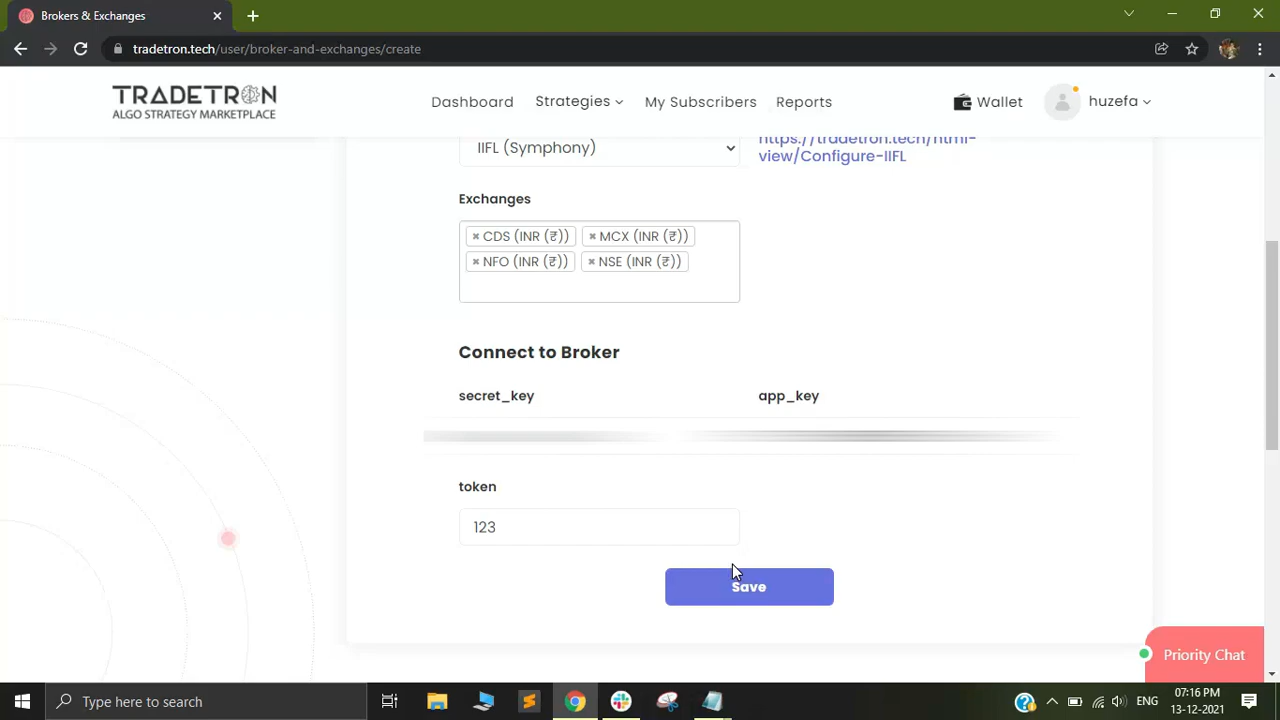 Brokers & Exchanges
tradetron.tech/user/broker-and-exchanges/create
TRADETRON
ALGO STRATEGY MARKETPLACE
Dashboard
Strategies
My Subscribers
Reports
Wallet
huzefa
IIFL (Symphony)
https://tradetron.tech/html-
view/Configure-IIFL
Exchanges
× CDS (INR (₹)) × MCX (INR (₹))
× NFO (INR (₹)) × NSE (INR (₹))
Connect to Broker
secret_key
app_key
token
123
Save
Priority Chat
Type here to search
ENG
07:16 PM
13-12-2021